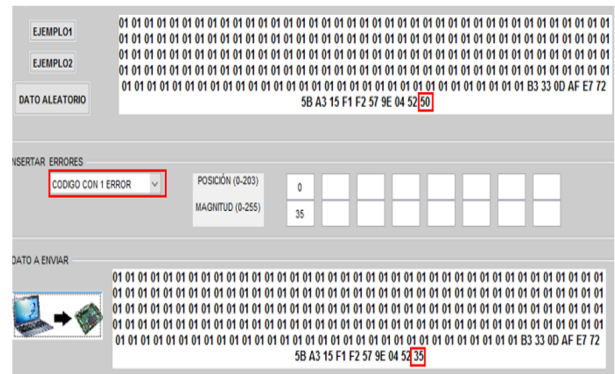 EJEMPLO1
EJEMPLO2
DATO ALEATORIO
01 01 01 01 01 01 01 01 01 01 01 01 01 01 01 01 01 01 01 01 01 01 01 01 01 01 01 01 01 01 01 01 01 01 01 01 01 01 01
01 01 01 01 01 01 01 01 01 01 01 01 01 01 01 01 01 01 01 01 01 01 01 01 01 01 01 01 01 01 01 01 01 01 01 01 01 01 01
01 01 01 01 01 01 01 01 01 01 01 01 01 01 01 01 01 01 01 01 01 01 01 01 01 01 01 01 01 01 01 01 01 01 01 01 01 01 01
01 01 01 01 01 01 01 01 01 01 01 01 01 01 01 01 01 01 01 01 01 01 01 01 01 01 01 01 01 01 01 01 01 01 01 01 01 01 01
01 01 01 01 01 01 01 01 01 01 01 01 01 01 01 01 01 01 01 01 01 01 01 01 01 01 01 01 01 01 01 01 B3 33 0D AF E7 72
5B A3 15 F1 F2 57 9E 04 52 50
NSERTAR ERRORES
CODIGO CON 1 ERROR
POSICIÓN (0-203)
0
MAGNITUD (0-255)
35
DATO A ENVIAR
01 01 01 01 01 01 01 01 01 01 01 01 01 01 01 01 01 01 01 01 01 01 01 01 01 01 01 01 01 01 01 01 01 01 01 01 01 01 01
01 01 01 01 01 01 01 01 01 01 01 01 01 01 01 01 01 01 01 01 01 01 01 01 01 01 01 01 01 01 01 01 01 01 01 01 01 01 01
01 01 01 01 01 01 01 01 01 01 01 01 01 01 01 01 01 01 01 01 01 01 01 01 01 01 01 01 01 01 01 01 01 01 01 01 01 01 01
01 01 01 01 01 01 01 01 01 01 01 01 01 01 01 01 01 01 01 01 01 01 01 01 01 01 01 01 01 01 01 01 01 01 01 01 01 01 01
01 01 01 01 01 01 01 01 01 01 01 01 01 01 01 01 01 01 01 01 01 01 01 01 01 01 01 01 01 01 01 01 B3 33 0D AF E7 72
5B A3 15 F1 F2 57 9E 04 52 35